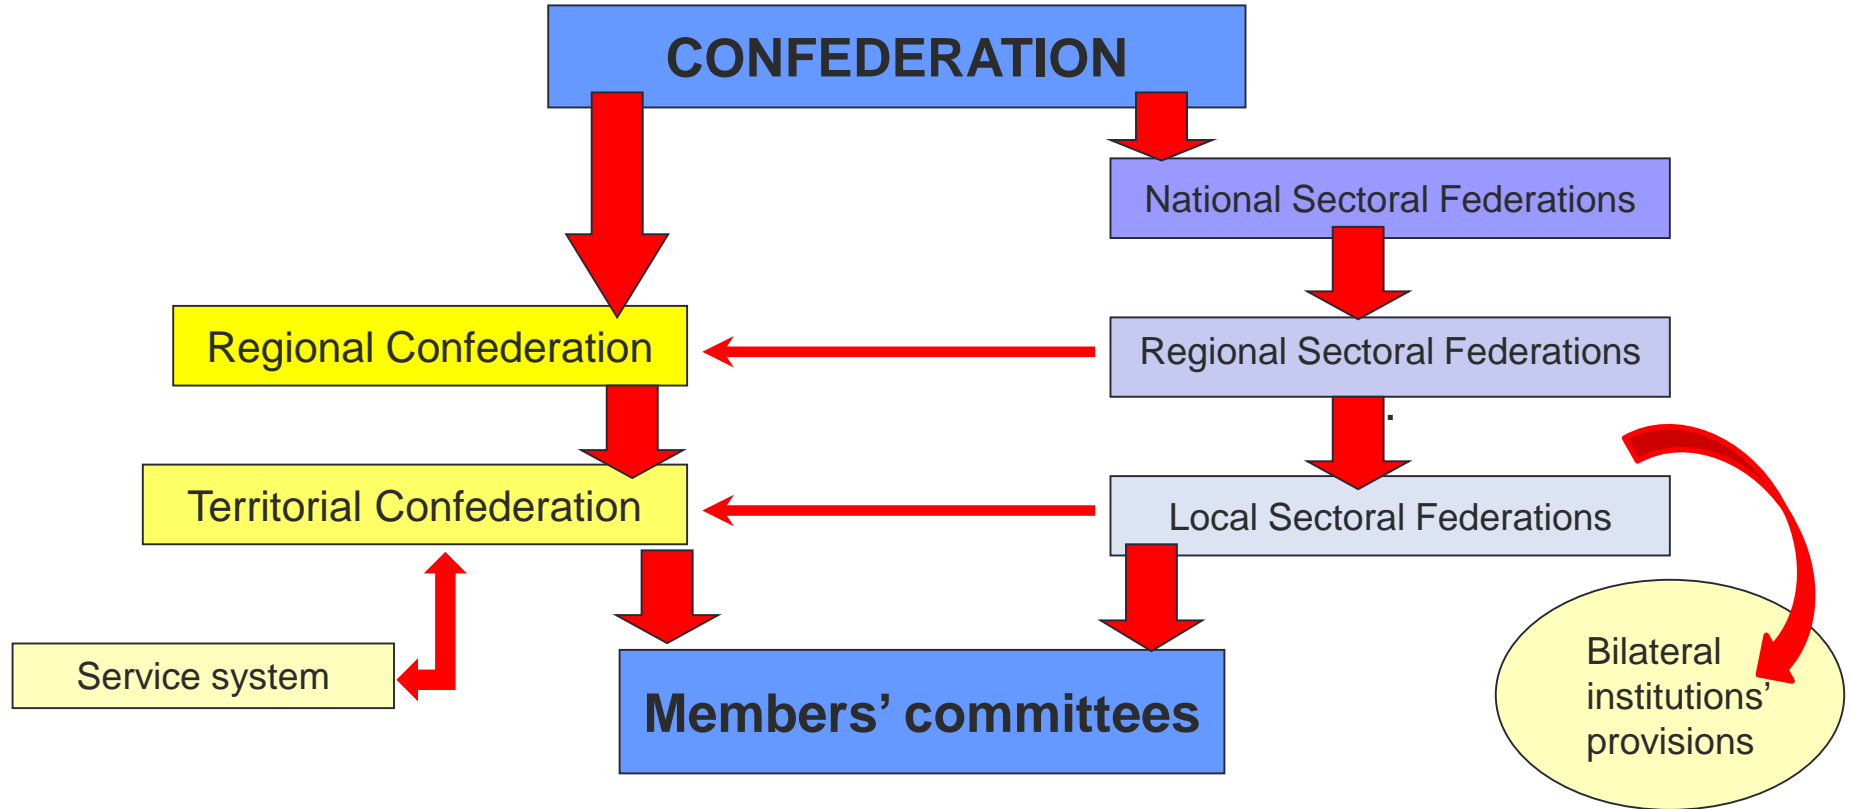 CONFEDERATION
National Sectoral Federations
Regional Confederation
Regional Sectoral Federations
.
Territorial Confederation
Local Sectoral Federations
Service system
Members’ committees
Bilateral
institutions’
provisions